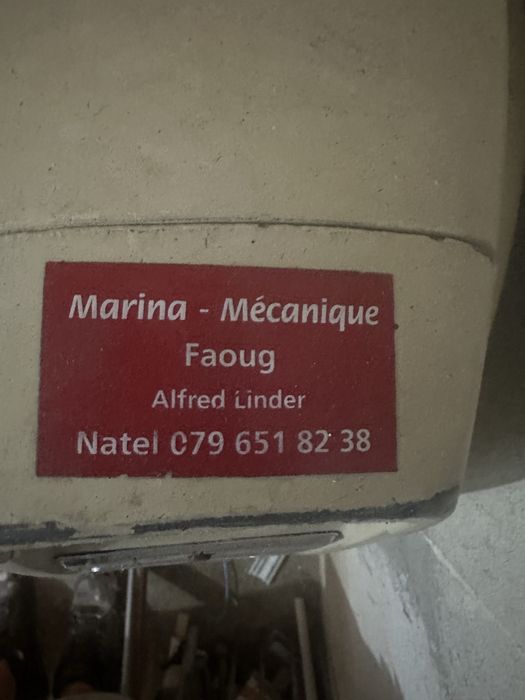 Marina - Mécanique
Faoug
Alfred Linder
Natel 079 651 82 38